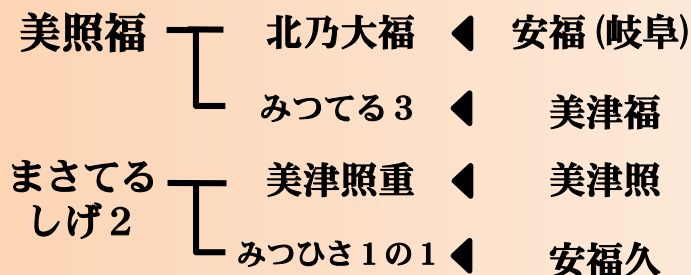 美照福 北乃大福 安福(岐阜)
みつてる3 美津福
まさてる
しげ2
美津照重 美津照
みつひさ1の1 安福久